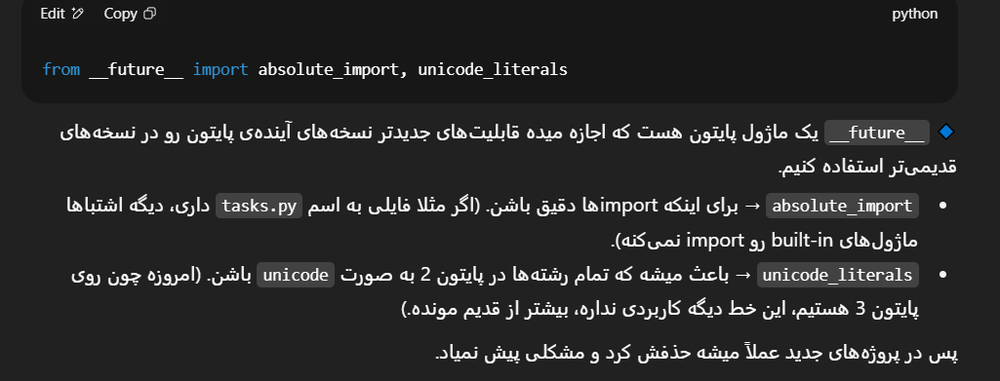 Edit Copy python
from __future__ import absolute_import, unicode_literals
__future__ یک ماژول پایتون هست که اجازه میده قابلیت‌های جدیدتر نسخه‌های آینده‌ی پایتون رو در نسخه‌های
قدیمی‌تر استفاده کنیم.
absolute_import → برای اینکه importها دقیق باشن. (اگر مثلا فایلی به اسم tasks.py داری، دیگه اشتباها
ماژول‌های built-in رو import نمی‌کنه).
unicode_literals → باعث میشه که تمام رشته‌ها در پایتون 2 به صورت unicode باشن. (امروزه چون روی
پایتون 3 هستیم، این خط دیگه کاربردی نداره، بیشتر از قدیم مونده.)
پس در پروژه‌های جدید عملاً میشه حذفش کرد و مشکلی پیش نمیاد.